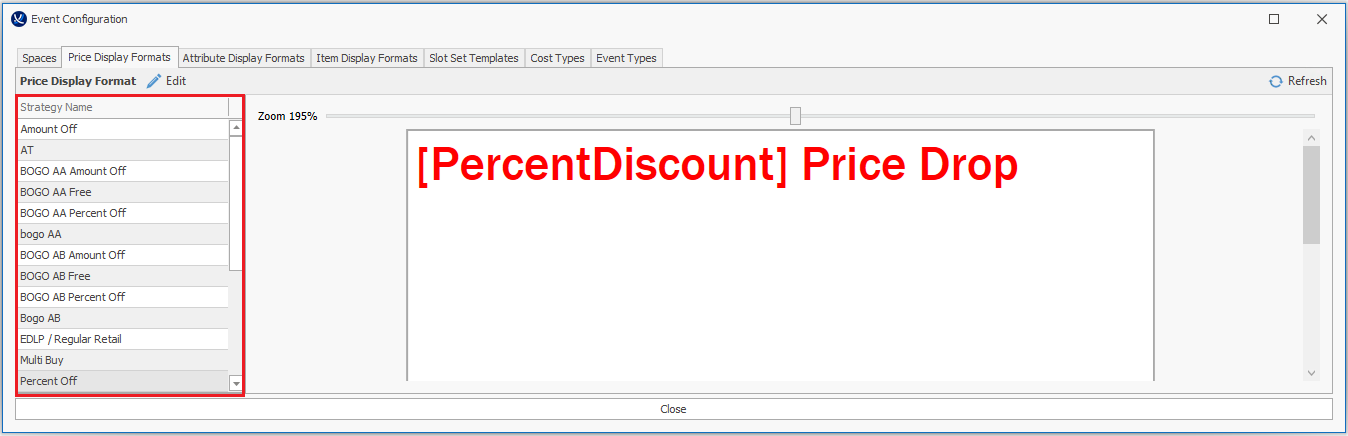 Event Configuration
Spaces Price Display Formats Attribute Display Formats Item Display Formats Slot Set Templates Cost Types Event Types
Price Display Format Edit Refresh
Strategy Name
Zoom 195%
Amount Off
AT
BOGO AA Amount Off
BOGO AA Free
BOGO AA Percent Off
bogo AA
BOGO AB Amount Off
BOGO AB Free
BOGO AB Percent Off
Bogo AB
EDLP / Regular Retail
Multi Buy
Percent Off
[PercentDiscount] Price Drop
Close